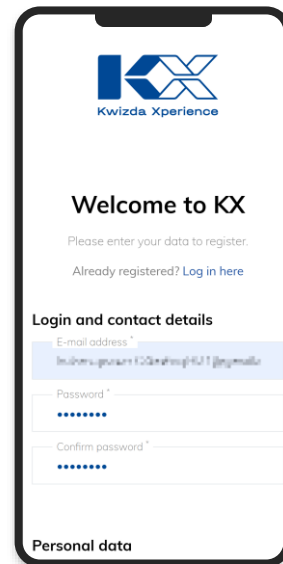 KX
Kwizda Xperience
Welcome to KX
Please enter your data to register.
Already registered? Log in here
Login and contact details
E-mail address *
Password *
••••••••
Confirm password *
••••••••
Personal data